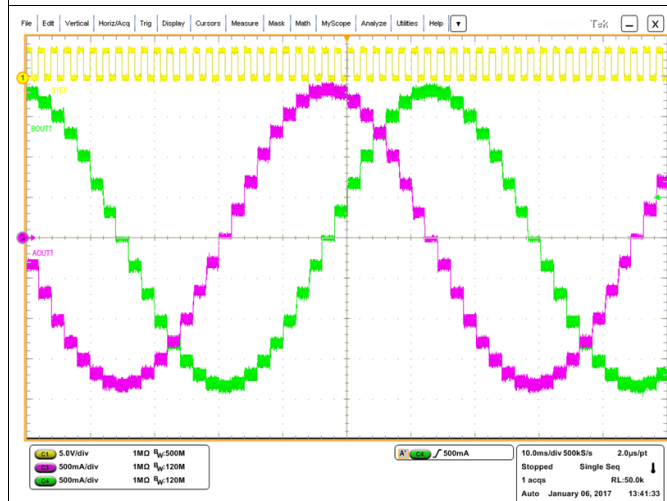 File Edit Vertical Horiz/Acq Trig Display Cursors Measure Mask Math MyScope Analyze Utilities Help Tek X
1
STEP
BOUT1
AOUT1
C1 5.0V/div 1MΩ BW:500M
C3 500mA/div 1MΩ BW:120M
C4 500mA/div 1MΩ BW:120M
A' C4 500mA
10.0ms/div 500kS/s 2.0µs/pt
Stopped Single Seq
1 acqs RL:50.0k
Auto January 06, 2017 13:41:33